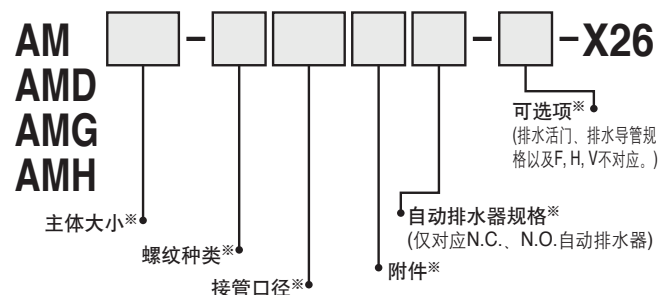 AM – – –X26
AMD
AMG
AMH
可选项※
(排水活门、排水导管规
格以及F, H, V不对应。)
主体大小※
自动排水器规格※
(仅对应N.C.、N.O.自动排水器)
螺纹种类※
附件※
接管口径※